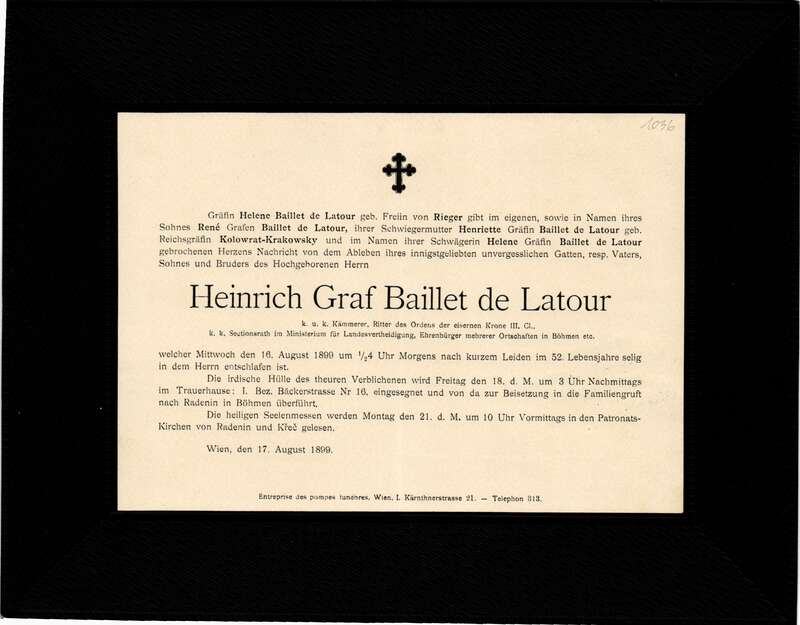 1036
Gräfin Helene Baillet de Latour geb. Freiin von Rieger gibt im eigenen, sowie in Namen ihres
Sohnes René Grafen Baillet de Latour, ihrer Schwiegermutter Henriette Gräfin Baillet de Latour geb.
Reichsgräfin Kolowrat-Krakowsky und im Namen ihrer Schwägerin Helene Gräfin Baillet de Latour
gebrochenen Herzens Nachricht von dem Ableben ihres innigstgeliebten unvergesslichen Gatten, resp. Vaters,
Sohnes und Bruders des Hochgeborenen Herrn
Heinrich Graf Baillet de Latour
k. u. k. Kämmerer, Ritter des Ordens der eisernen Krone III. Cl.,
k. k. Sectionsrath im Ministerium für Landesvertheidigung, Ehrenbürger mehrerer Ortschaften in Böhmen etc.
welcher Mittwoch den 16. August 1899 um 1/24 Uhr Morgens nach kurzem Leiden im 52. Lebensjahre selig
in dem Herrn entschlafen ist.
Die irdische Hülle des theuren Verblichenen wird Freitag den 18. d. M. um 3 Uhr Nachmittags
im Trauerhause: I. Bez. Bäckerstrasse Nr 16, eingesegnet und von da zur Beisetzung in die Familiengruft
nach Radenin in Böhmen überführt.
Die heiligen Seelenmessen werden Montag den 21. d. M. um 10 Uhr Vormittags in den Patronats-
Kirchen von Radenin und Křeč gelesen.
Wien, den 17. August 1899.
Entreprise des pompes funèbres, Wien, I. Kärnthnerstrasse 21. — Telephon 313.